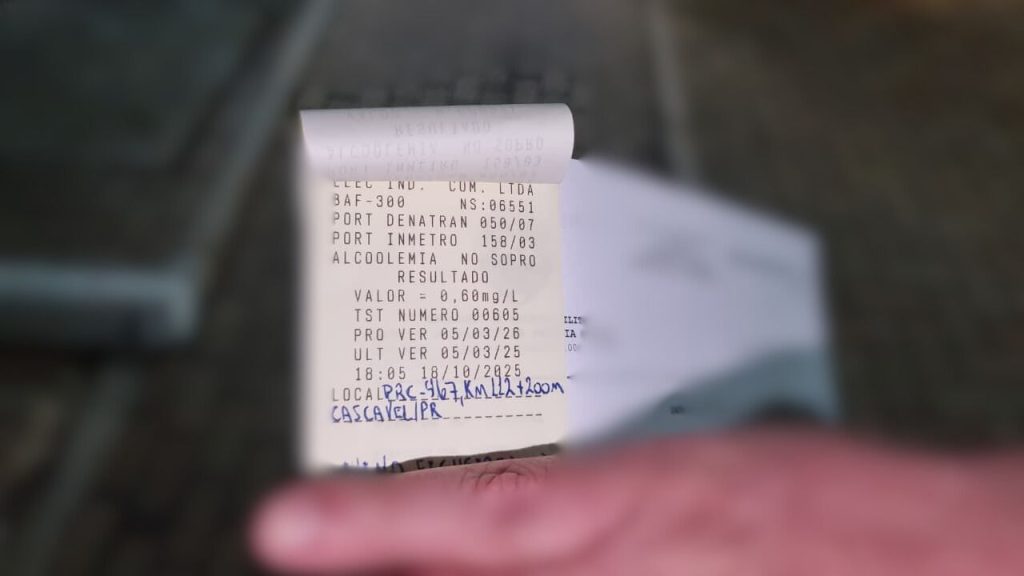 ELEC IND. COM. LTDA
BAF-300 NS:06551
PORT DENATRAN 050/07
PORT INMETRO 158/03
ALCOOLEMIA NO SOPRO
RESULTADO
VALOR = 0,60mg/L
TST NUMERO 00605
PRO VER 05/03/26
ULT VER 05/03/25
18:05 18/10/2025
LOCAL PRC-467, Km 112+200m
CASCAVEL/PR